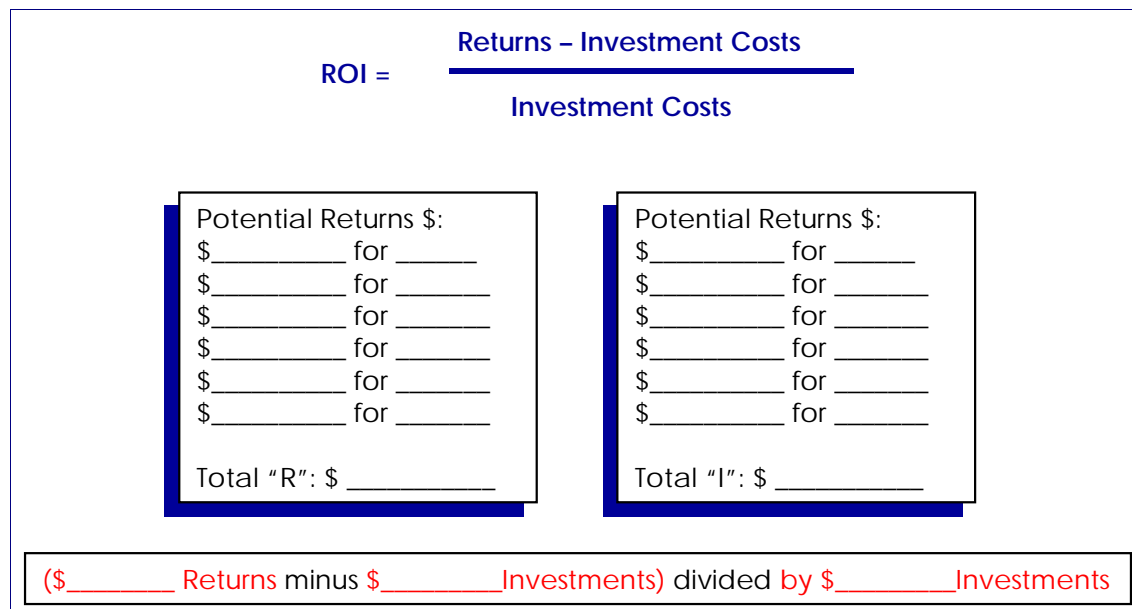 Returns – Investment Costs
ROI =
Investment Costs
Potential Returns $:
$__________ for ______
$__________ for _______
$__________ for _______
$__________ for _______
$__________ for _______
$__________ for _______
Total “R”: $ ___________
Potential Returns $:
$__________ for ______
$__________ for _______
$__________ for _______
$__________ for _______
$__________ for _______
$__________ for _______
Total “I”: $ ___________
($________ Returns minus $_________Investments) divided by $_________Investments